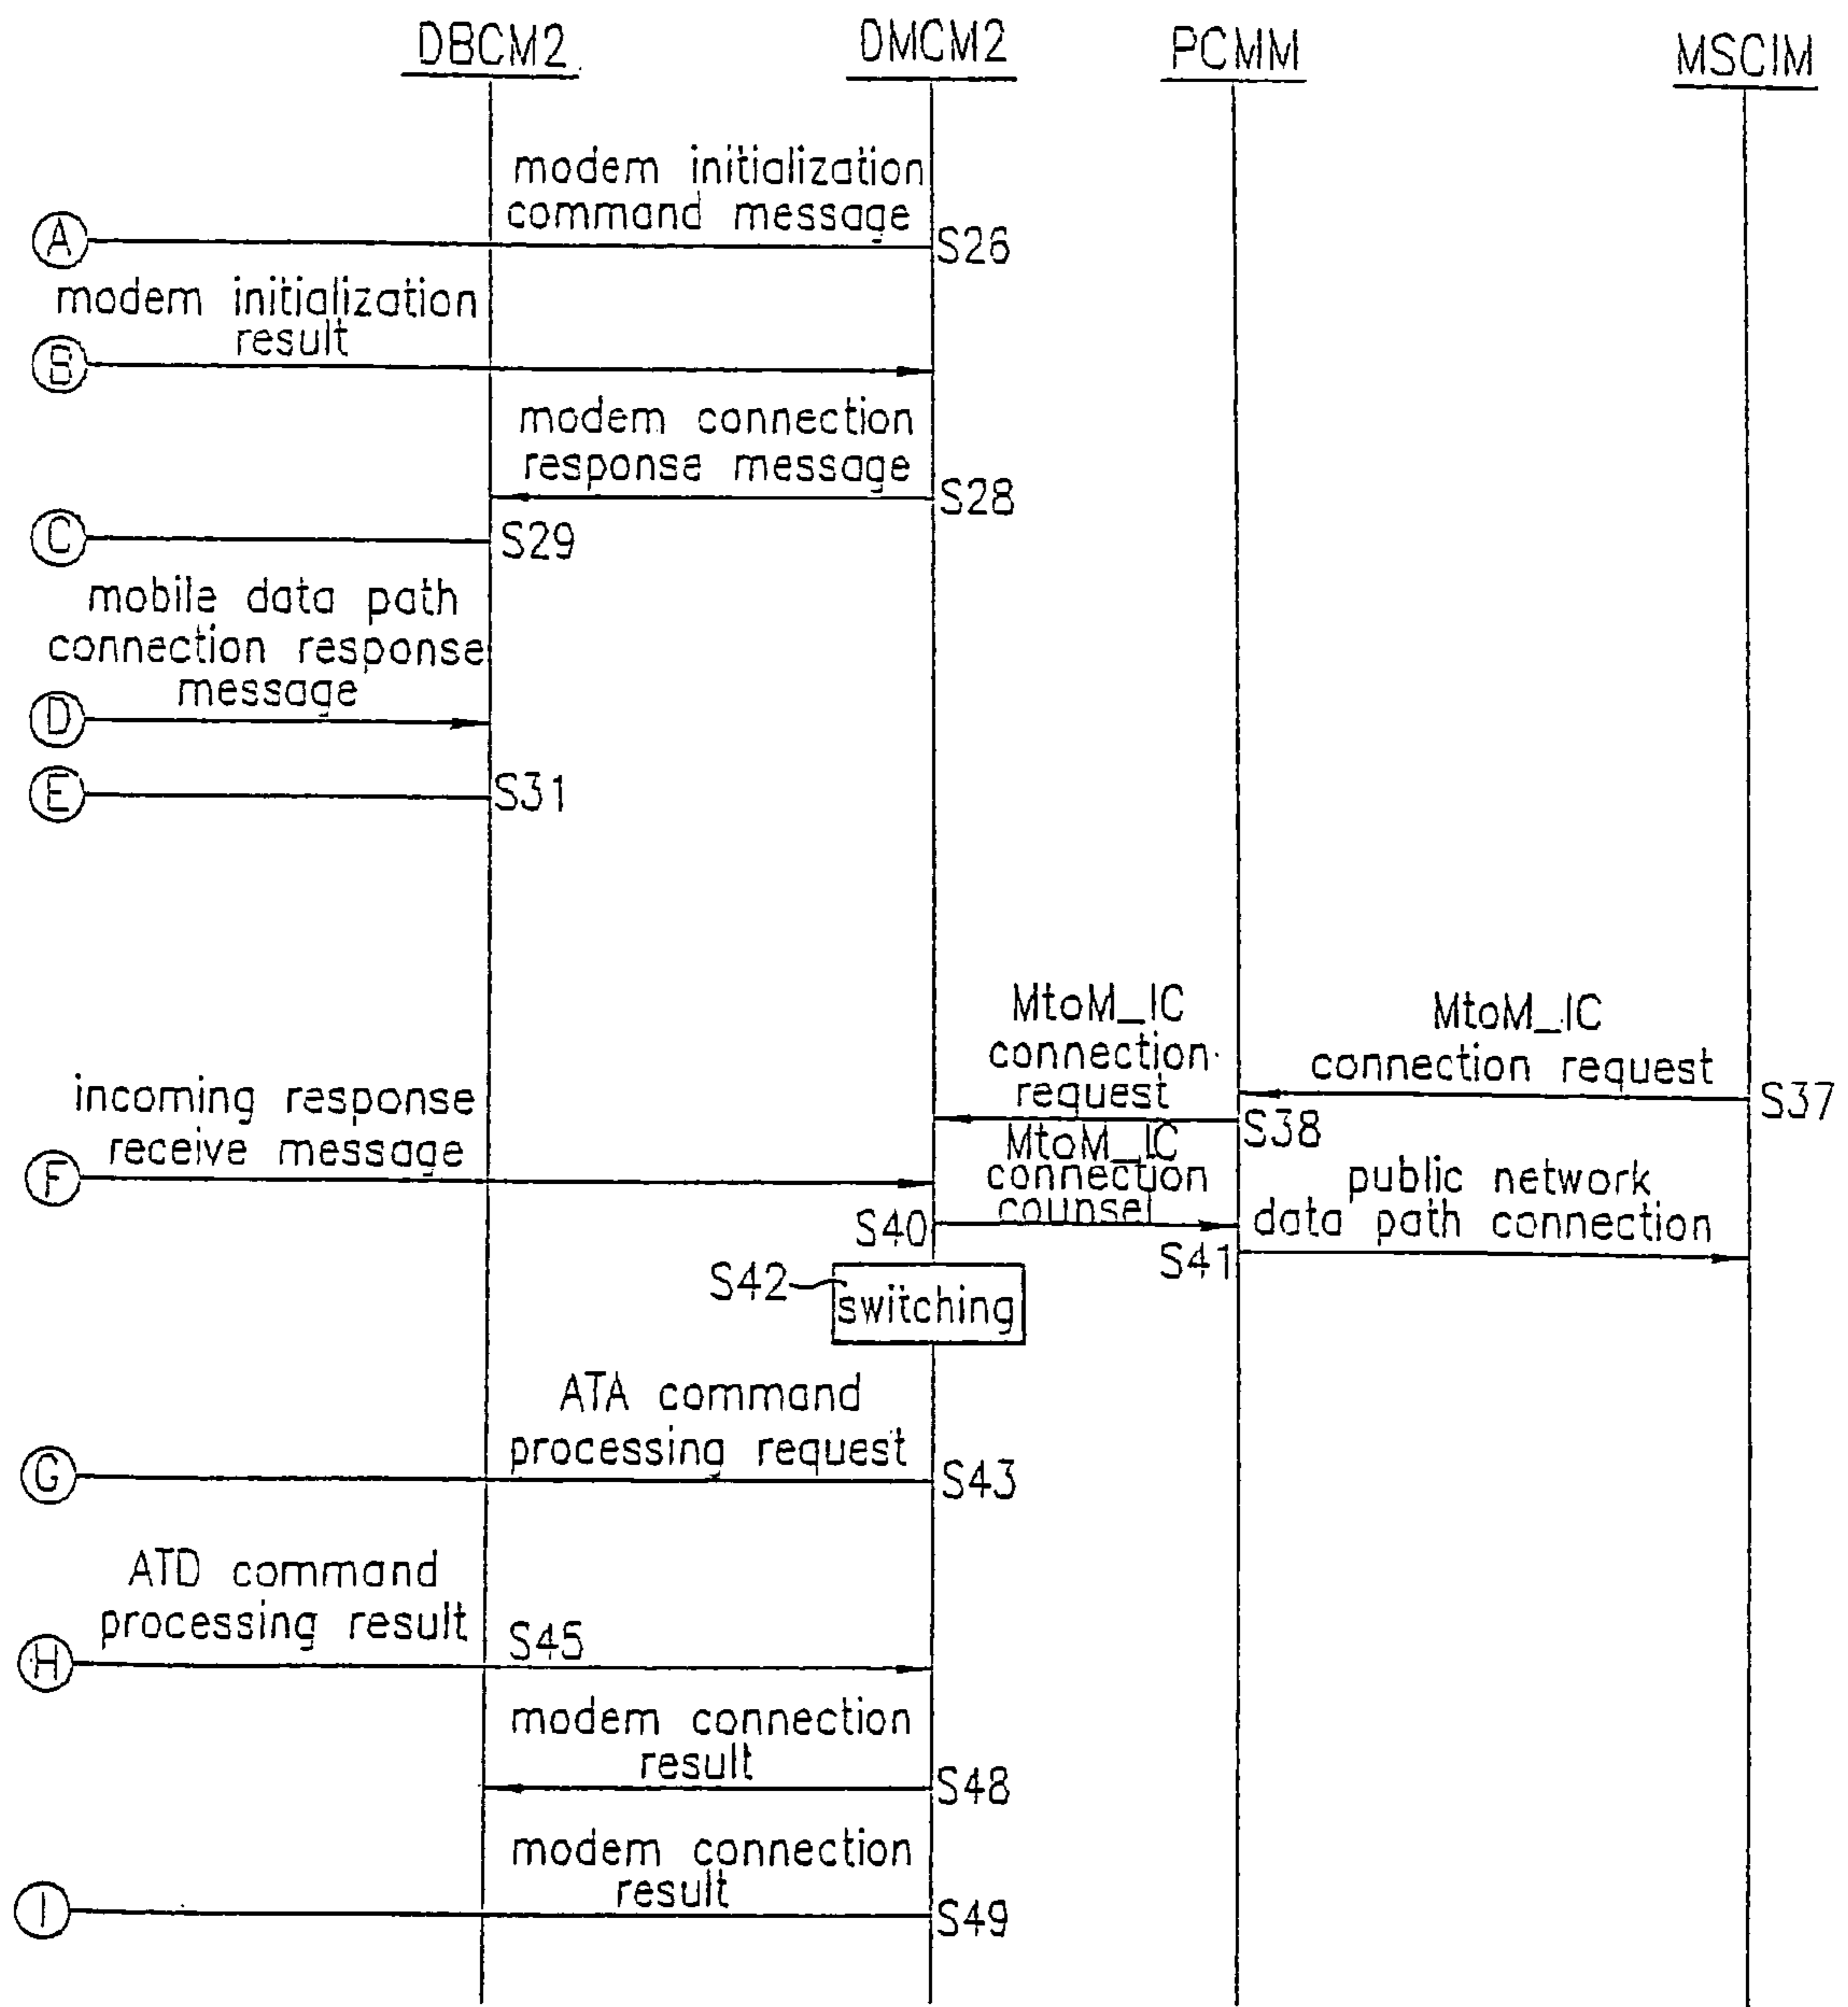 DBCM2
DMCM2
PCMM
MSCIM
modem initialization
command message
A
S26
modem initialization
result
B
modem connection
response message
S28
C
S29
mobile data path
connection response
message
D
E
S31
MtoM_IC
connection
request
MtoM_IC
connection request
S37
S38
incoming response
receive message
F
MtoM_IC
connection
counsel
S40
public network
data path connection
S41
S42
switching
ATA command
processing request
G
S43
ATD command
processing result
H
S45
modem connection
result
S48
modem connection
result
I
S49